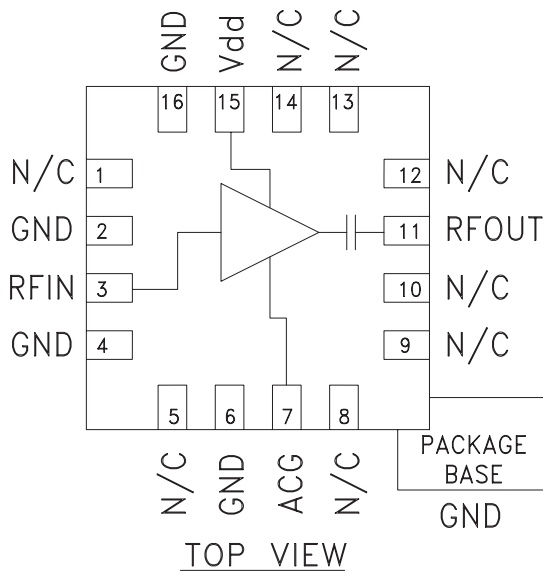 GND Vdd N/C N/C
16 15 14 13
N/C 1 12 N/C
GND 2 11 RFOUT
RFIN 3 10 N/C
GND 4 9 N/C
5 6 7 8
N/C GND ACG N/C
PACKAGE
BASE
GND
TOP VIEW